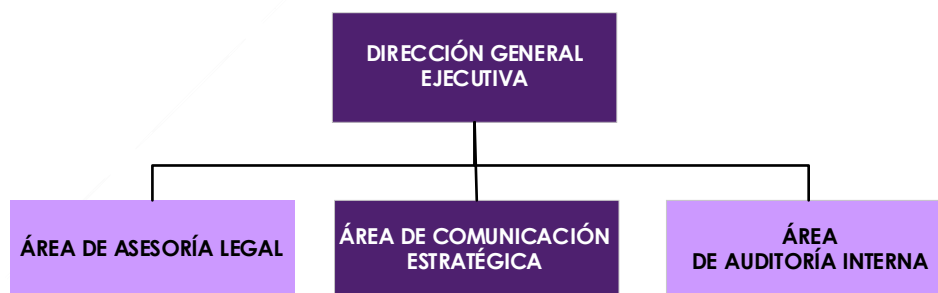 DIRECCIÓN GENERAL
EJECUTIVA
ÁREA DE ASESORÍA LEGAL
ÁREA DE COMUNICACIÓN
ESTRATÉGICA
ÁREA
DE AUDITORÍA INTERNA